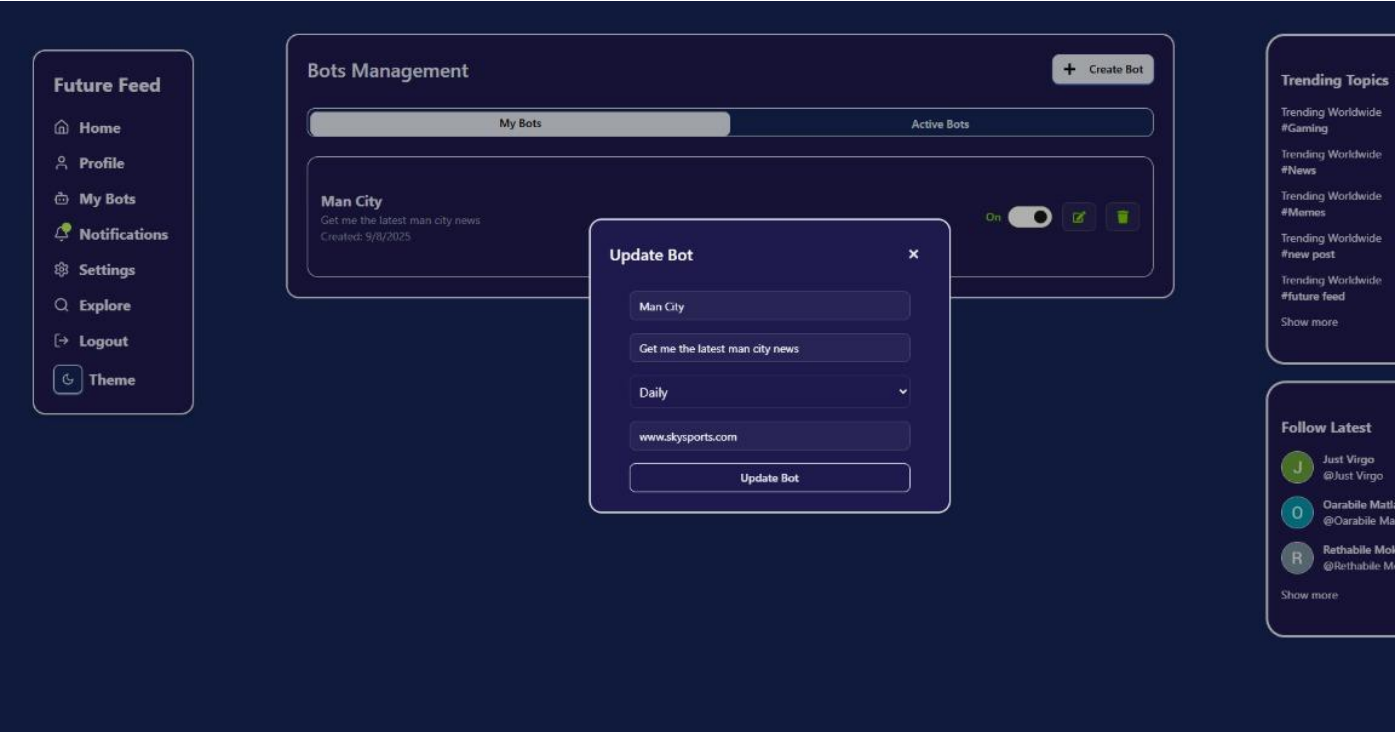 Future Feed
Home
Profile
My Bots
Notifications
Settings
Explore
Logout
Theme
Bots Management
+ Create Bot
My Bots
Active Bots
Man City
Get me the latest man city news
Created: 9/8/2025
On
Update Bot
×
Man City
Get me the latest man city news
Daily
www.skysports.com
Update Bot
Trending Topics
Trending Worldwide
#Gaming
Trending Worldwide
#News
Trending Worldwide
#Memes
Trending Worldwide
#new post
Trending Worldwide
#future feed
Show more
Follow Latest
J
Just Virgo
@Just Virgo
O
Oarabile
@Oarabile
R
Rethabile
@Rethabile
Show more